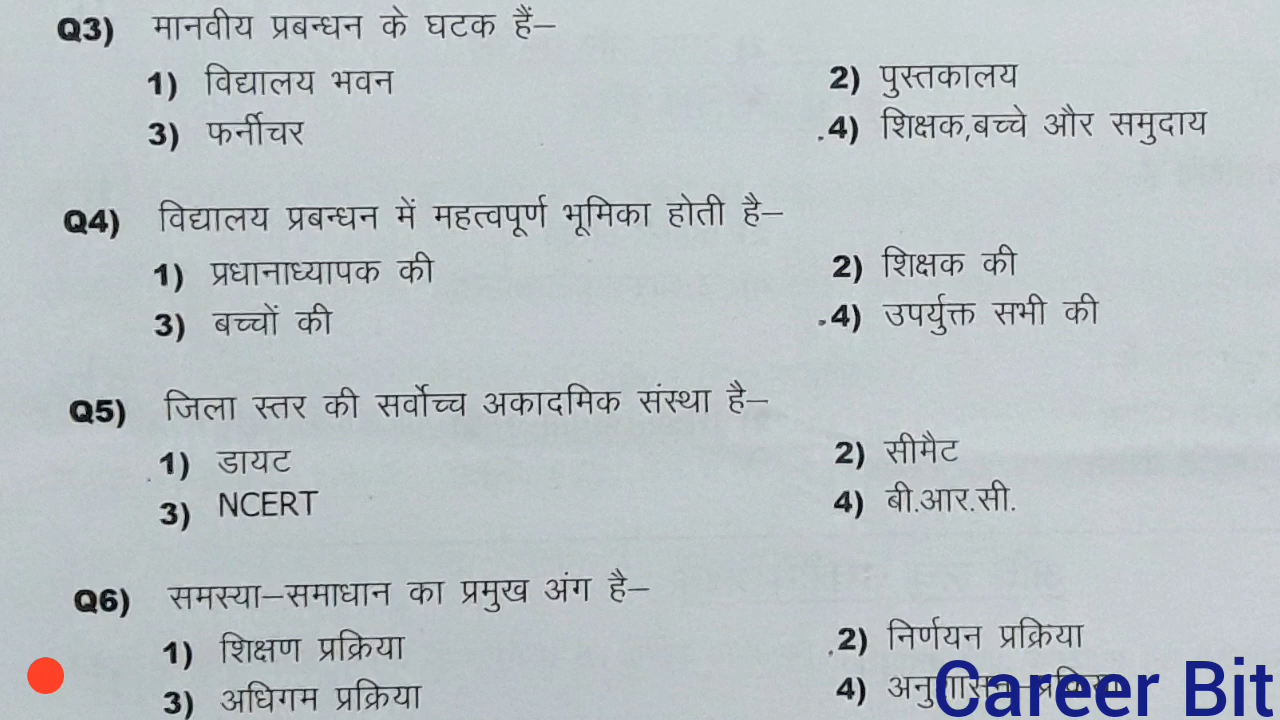 Q3) मानवीय प्रबन्धन के घटक हैं–
1) विद्यालय भवन 2) पुस्तकालय
3) फर्नीचर .4) शिक्षक,बच्चे और समुदाय
Q4) विद्यालय प्रबन्धन में महत्वपूर्ण भूमिका होती है–
1) प्रधानाध्यापक की 2) शिक्षक की
3) बच्चों की .4) उपर्युक्त सभी की
Q5) जिला स्तर की सर्वोच्च अकादमिक संस्था है–
.1) डायट 2) सीमैट
3) NCERT 4) बी.आर.सी.
Q6) समस्या–समाधान का प्रमुख अंग है–
1) शिक्षण प्रक्रिया .2) निर्णयन प्रक्रिया
3) अधिगम प्रक्रिया 4) अनुशासन–प्रक्रिया
Career Bit